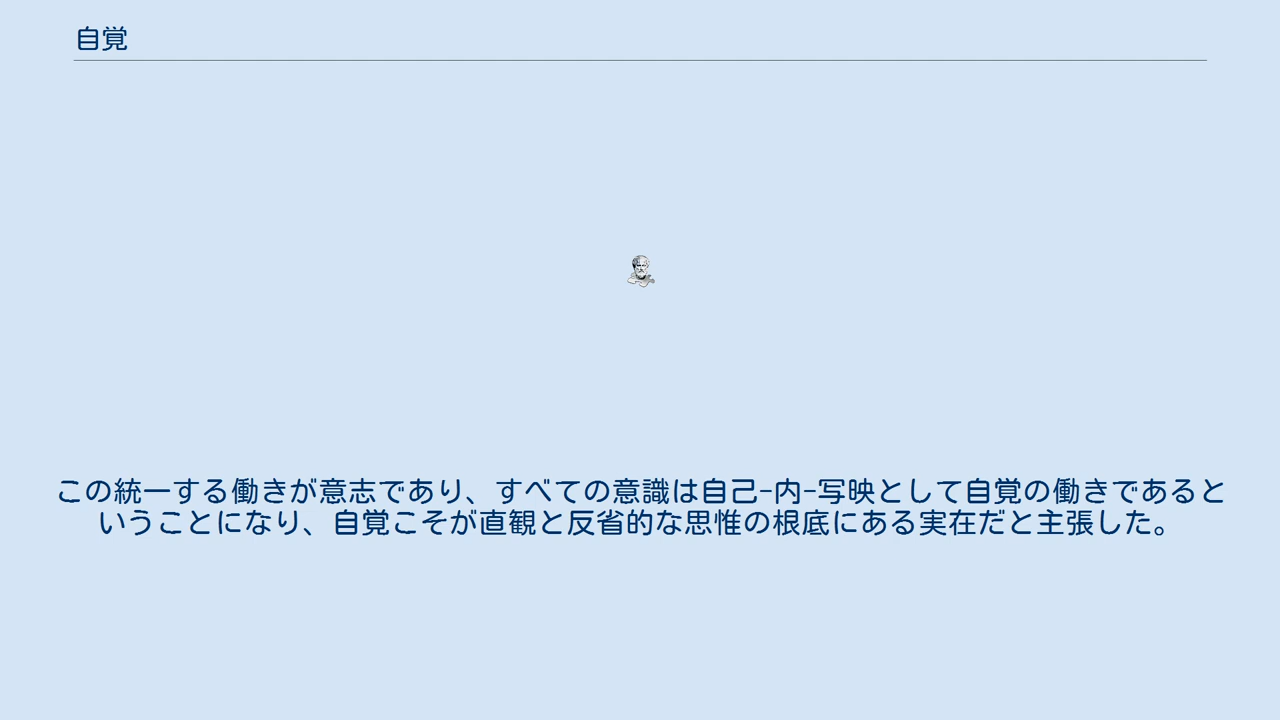 自覚
この統一する働きが意志であり、すべての意識は自己-内-写映として自覚の働きであると
いうことになり、自覚こそが直観と反省的な思惟の根底にある実在だと主張した。